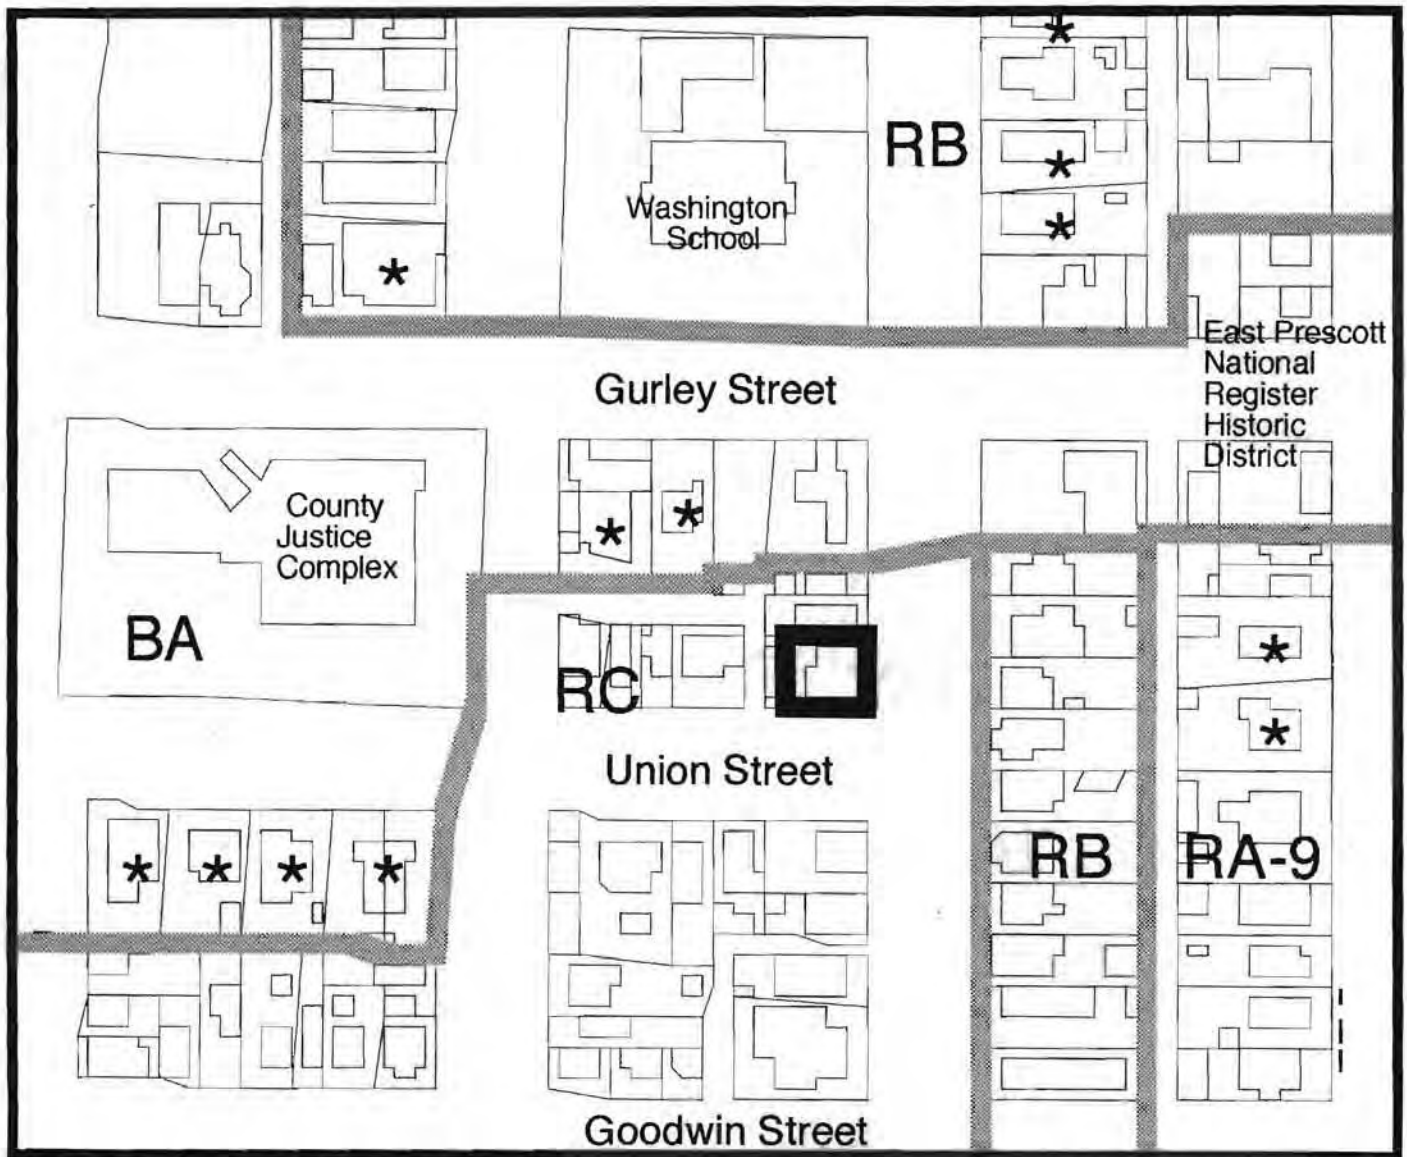 *
RB
*
Washington
School
*
*
East Prescott
National
Register
Historic
District
Gurley Street
County
Justice
Complex
*
*
BA
RC
*
*
Union Street
*
*
*
*
RB
RA-9
Goodwin Street